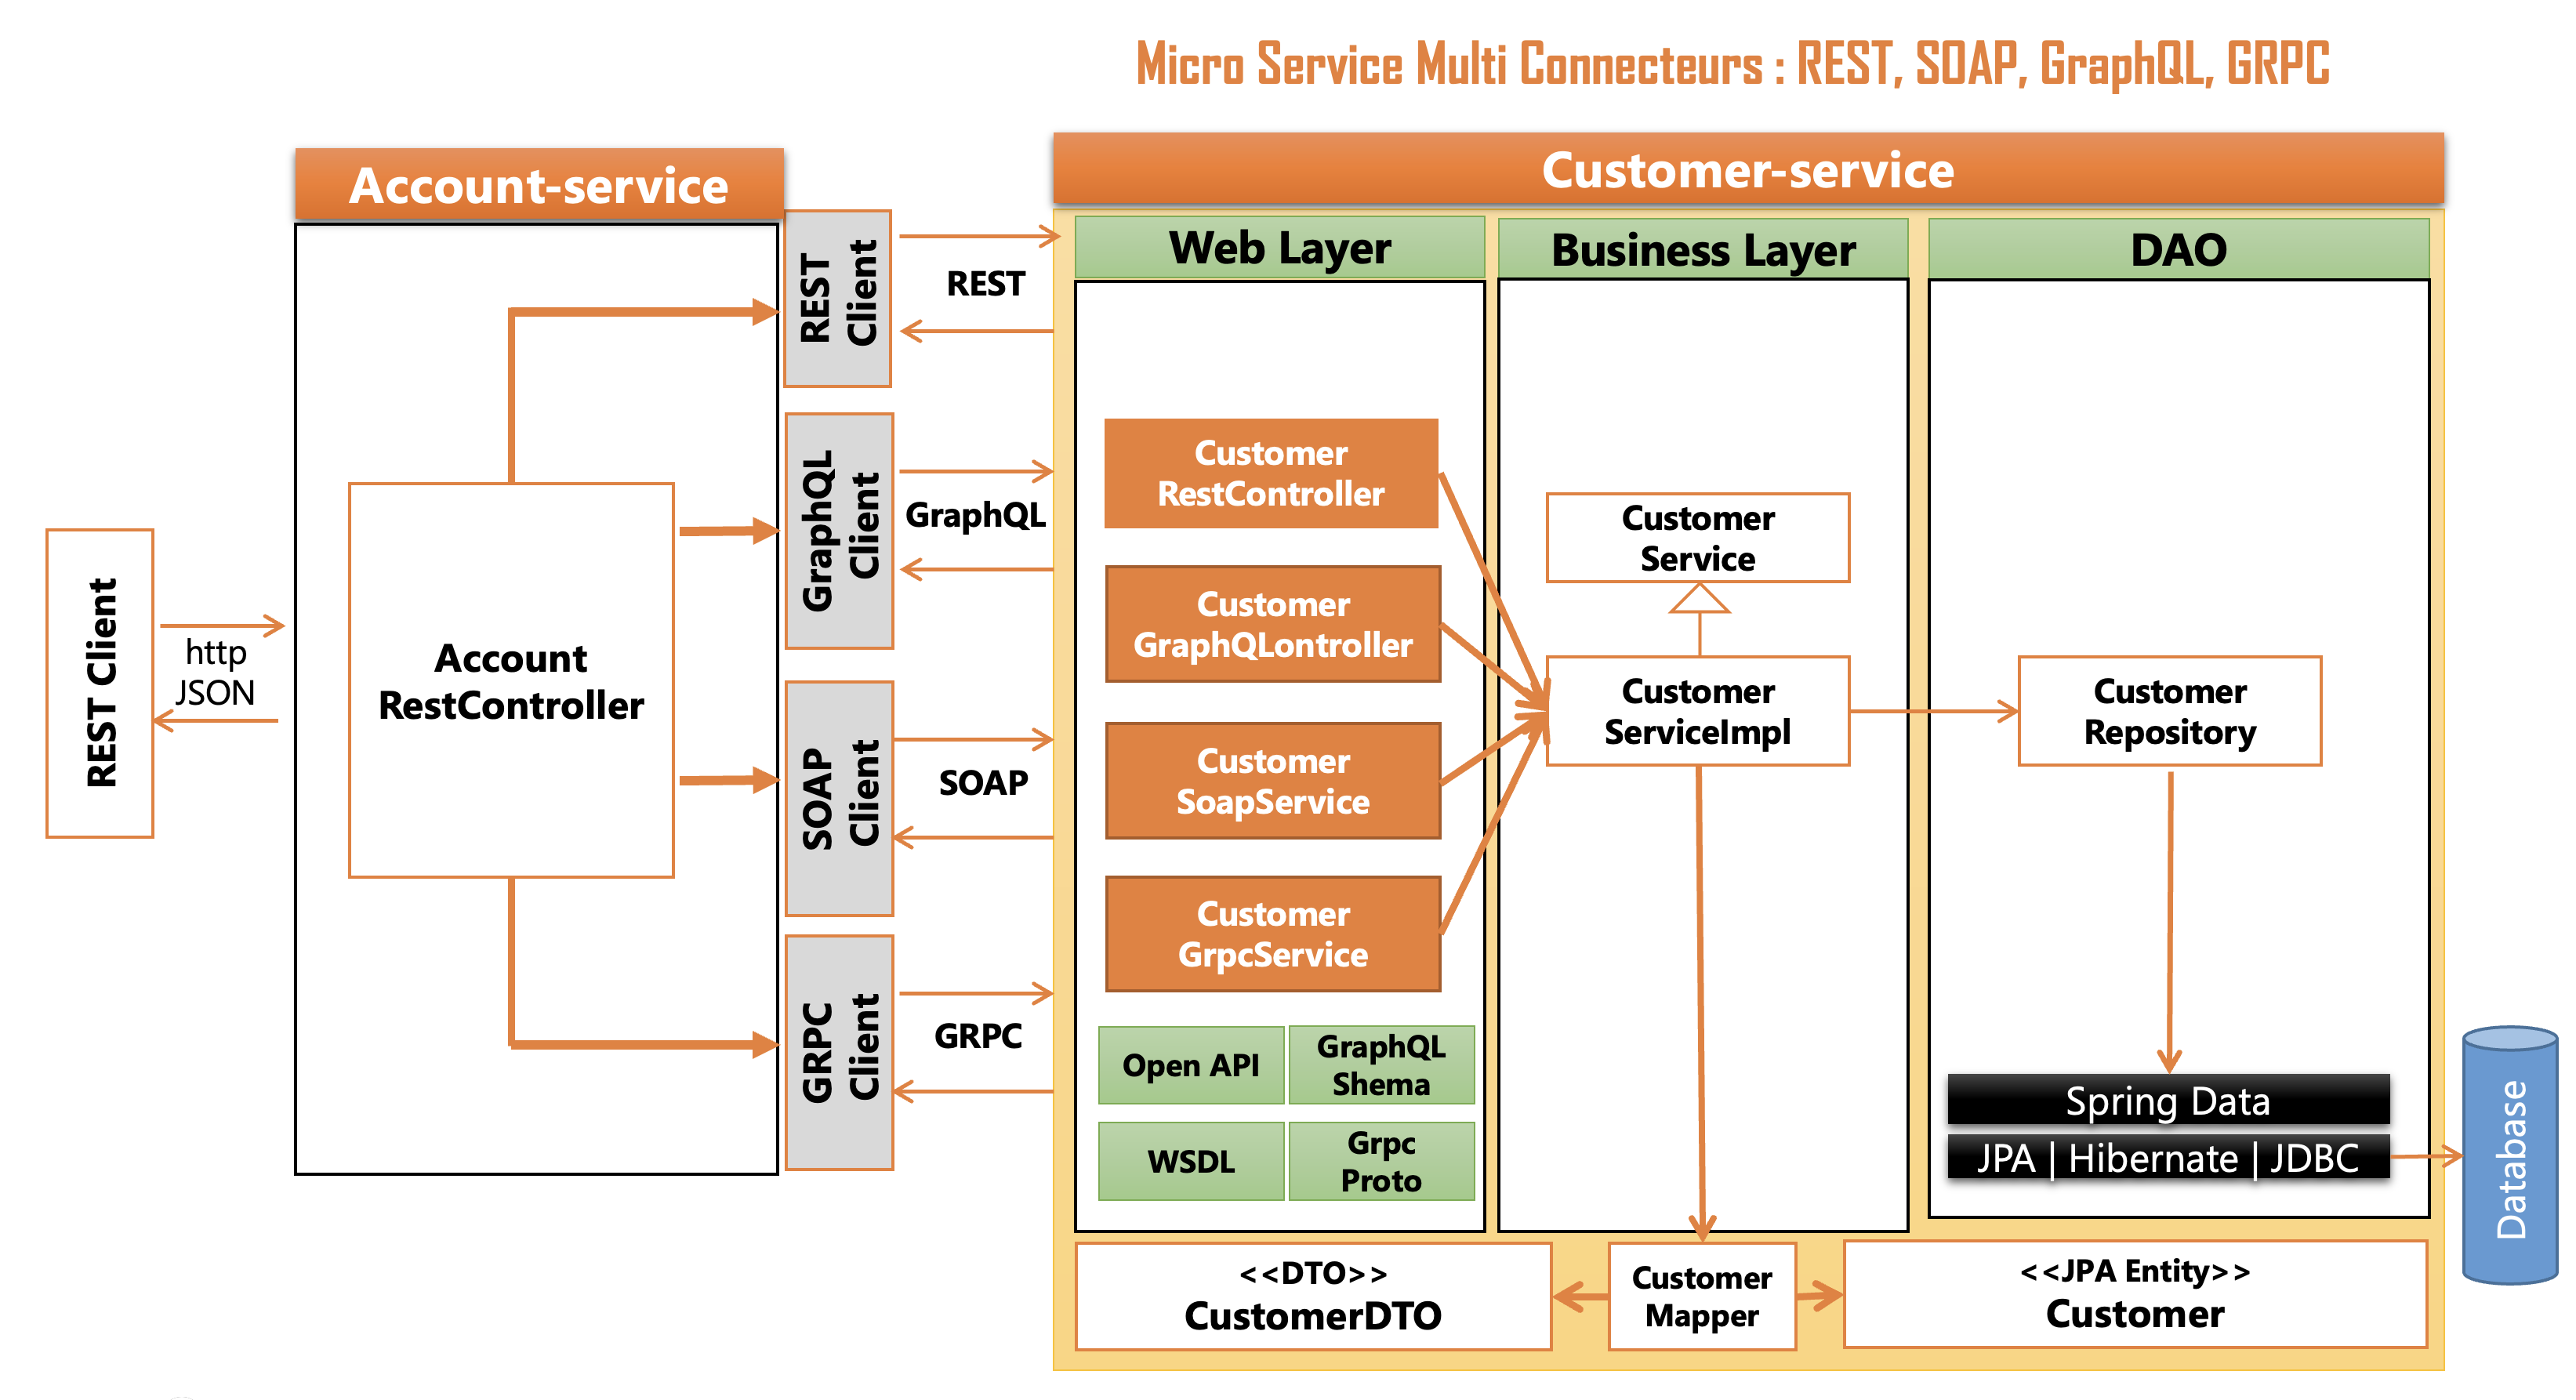 Micro Service Multi Connecteurs : REST, SOAP, GraphQL, GRPC
Account-service
Customer-service
REST Client
http
JSON
Account
RestController
REST
Client
GraphQL
Client
SOAP
Client
GRPC
Client
REST
GraphQL
SOAP
GRPC
Web Layer
Customer
RestController
Customer
GraphQLontroller
Customer
SoapService
Customer
GrpcService
Open API
GraphQL
Shema
WSDL
Grpc
Proto
Business Layer
Customer
Service
Customer
ServiceImpl
DAO
Customer
Repository
Spring Data
JPA | Hibernate | JDBC
Database
<<DTO>>
CustomerDTO
Customer
Mapper
<<JPA Entity>>
Customer